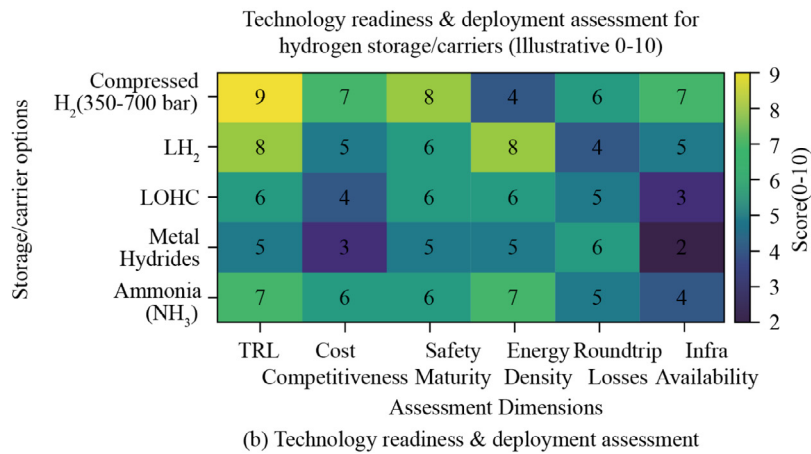 Technology readiness & deployment assessment for
hydrogen storage/carriers (Illustrative 0-10)
Storage/carrier options
Compressed
H₂(350-700 bar)
9 7 8 4 6 7
LH₂
8 5 6 8 4 5
LOHC
6 4 6 6 5 3
Metal
Hydrides
5 3 5 5 6 2
Ammonia
(NH₃)
7 6 6 7 5 4
TRL Cost Safety Energy Roundtrip Infra
Competitiveness Maturity Density Losses Availability
Assessment Dimensions
9
8
7
6
5
4
3
2
Score(0-10)
(b) Technology readiness & deployment assessment